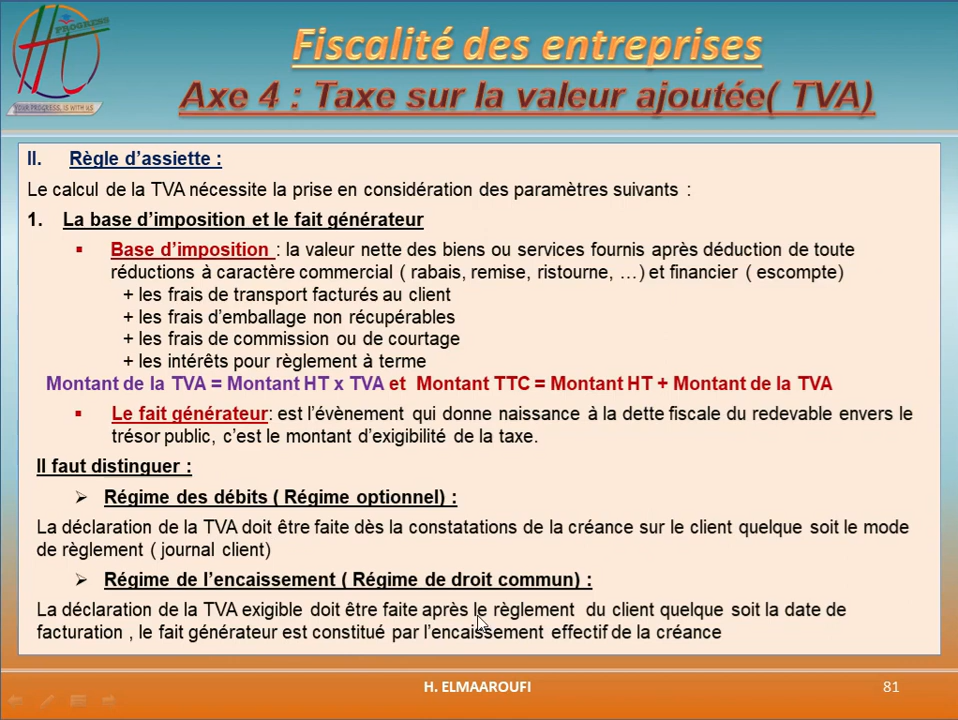 HT
PROGRESS
YOUR PROGRESS, IS WITH US
Fiscalité des entreprises
Axe 4 : Taxe sur la valeur ajoutée( TVA)
II. Règle d’assiette :
Le calcul de la TVA nécessite la prise en considération des paramètres suivants :
1. La base d’imposition et le fait générateur
▪ Base d’imposition : la valeur nette des biens ou services fournis après déduction de toute
réductions à caractère commercial ( rabais, remise, ristourne, …) et financier ( escompte)
+ les frais de transport facturés au client
+ les frais d’emballage non récupérables
+ les frais de commission ou de courtage
+ les intérêts pour règlement à terme
Montant de la TVA = Montant HT x TVA et Montant TTC = Montant HT + Montant de la TVA
▪ Le fait générateur: est l’évènement qui donne naissance à la dette fiscale du redevable envers le
trésor public, c’est le montant d’exigibilité de la taxe.
Il faut distinguer :
➢ Régime des débits ( Régime optionnel) :
La déclaration de la TVA doit être faite dès la constatations de la créance sur le client quelque soit le mode
de règlement ( journal client)
➢ Régime de l’encaissement ( Régime de droit commun) :
La déclaration de la TVA exigible doit être faite après le règlement du client quelque soit la date de
facturation , le fait générateur est constitué par l’encaissement effectif de la créance
H. ELMAAROUFI
81